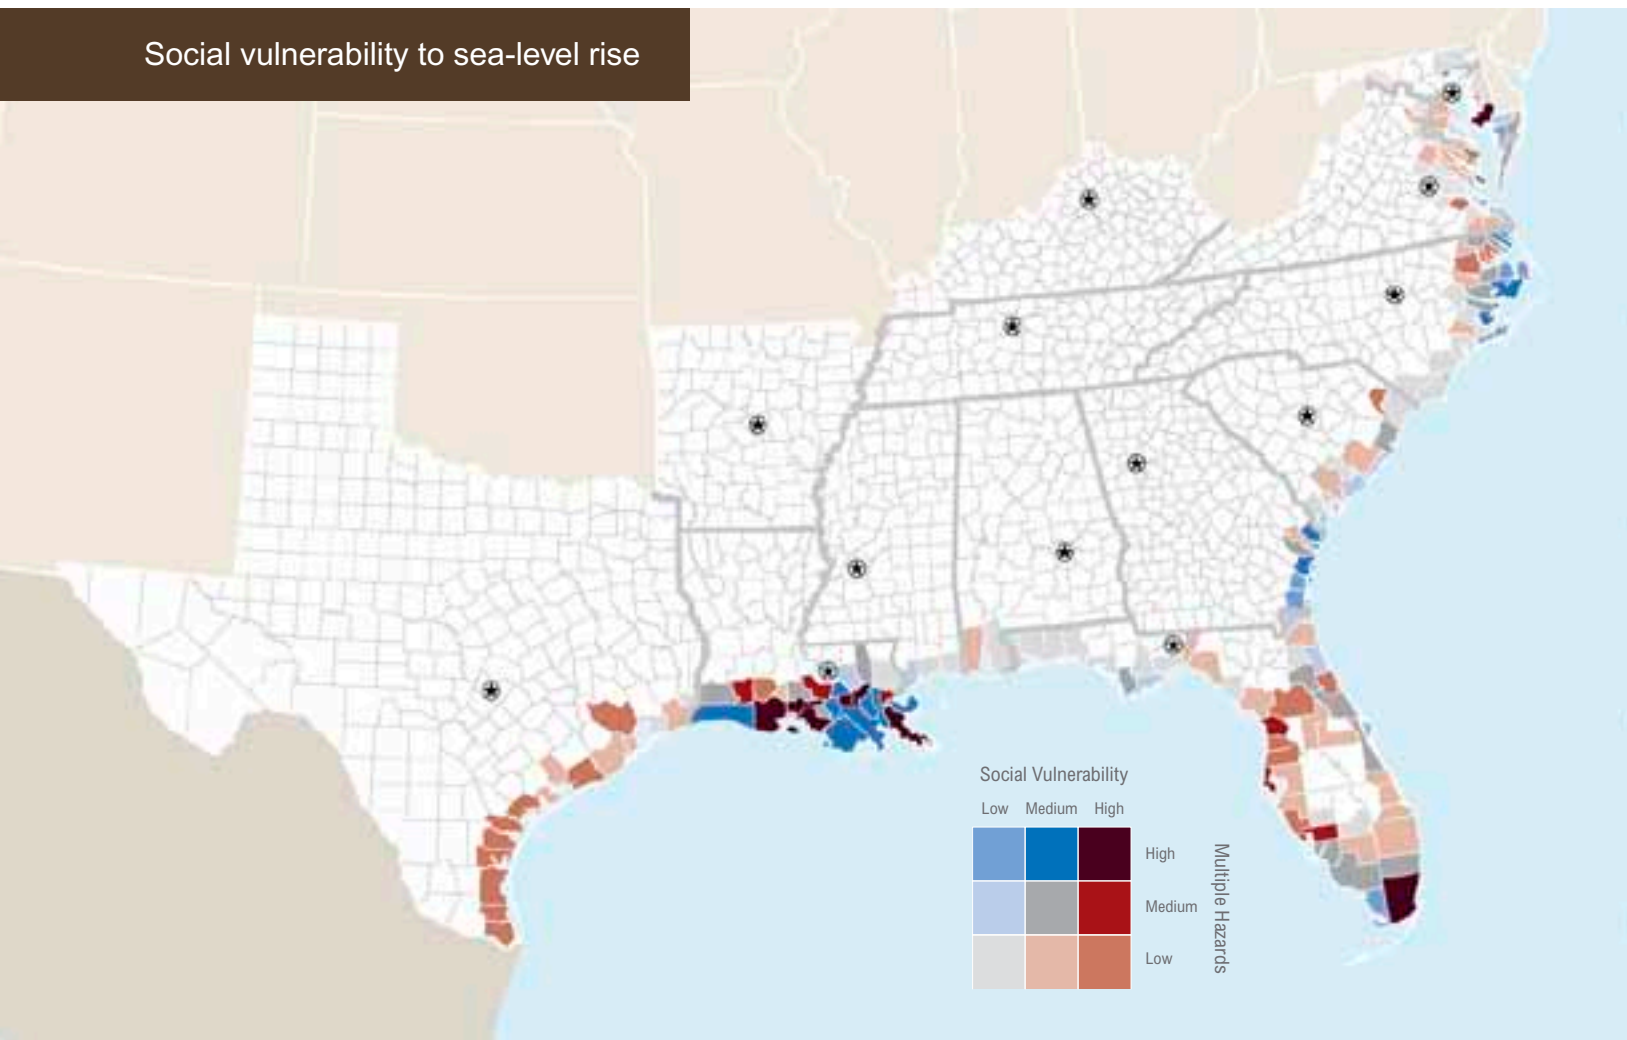 Social vulnerability to sea-level rise
Social Vulnerability
Low Medium High
High
Medium
Low
Multiple Hazards